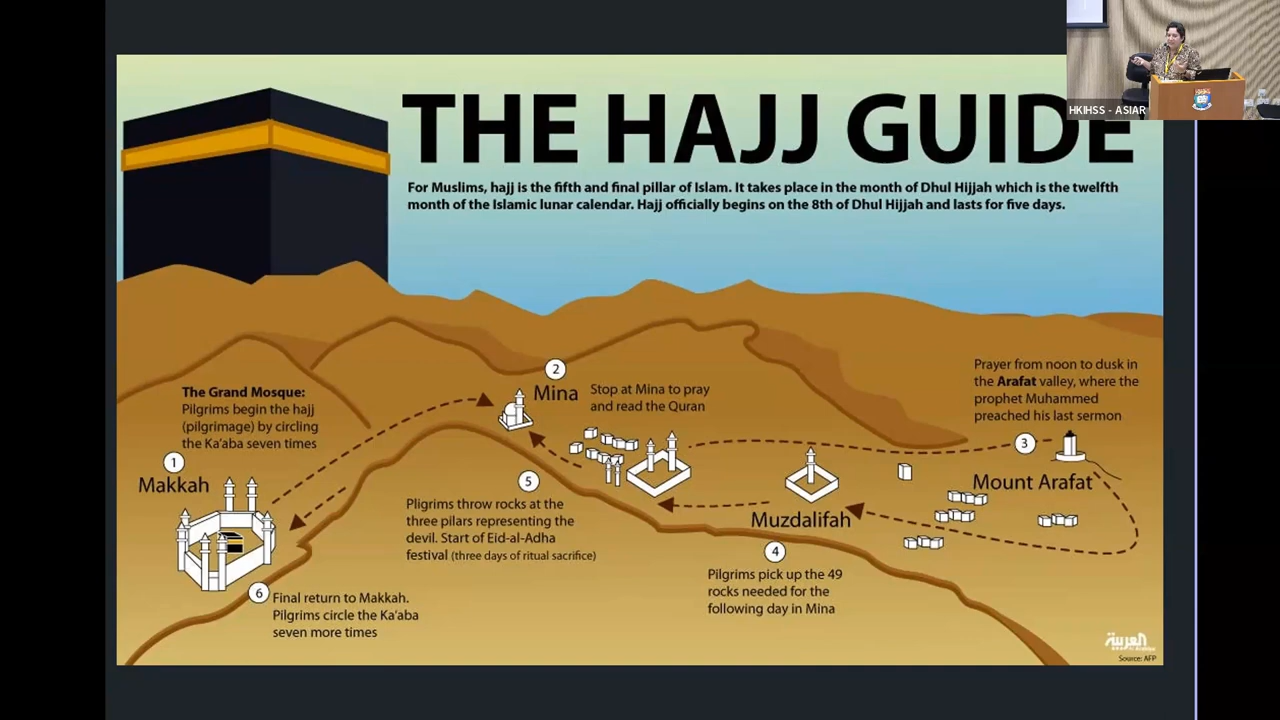 THE HAJJ GUIDE
For Muslims, hajj is the fifth and final pillar of Islam. It takes place in the month of Dhul Hijjah which is the twelfth
month of the Islamic lunar calendar. Hajj officially begins on the 8th of Dhul Hijjah and lasts for five days.
HKIHSS - ASIAR
The Grand Mosque:
Pilgrims begin the hajj
(pilgrimage) by circling
the Ka'aba seven times
1
Makkah
2
Mina
Stop at Mina to pray
and read the Quran
Prayer from noon to dusk in
the Arafat valley, where the
prophet Muhammed
preached his last sermon
3
Mount Arafat
Muzdalifah
4
Pilgrims pick up the 49
rocks needed for the
following day in Mina
5
Pligrims throw rocks at the
three pilars representing the
devil. Start of Eid-al-Adha
festival (three days of ritual sacrifice)
6
Final return to Makkah.
Pilgrims circle the Ka'aba
seven more times
العربية
Source: AFP